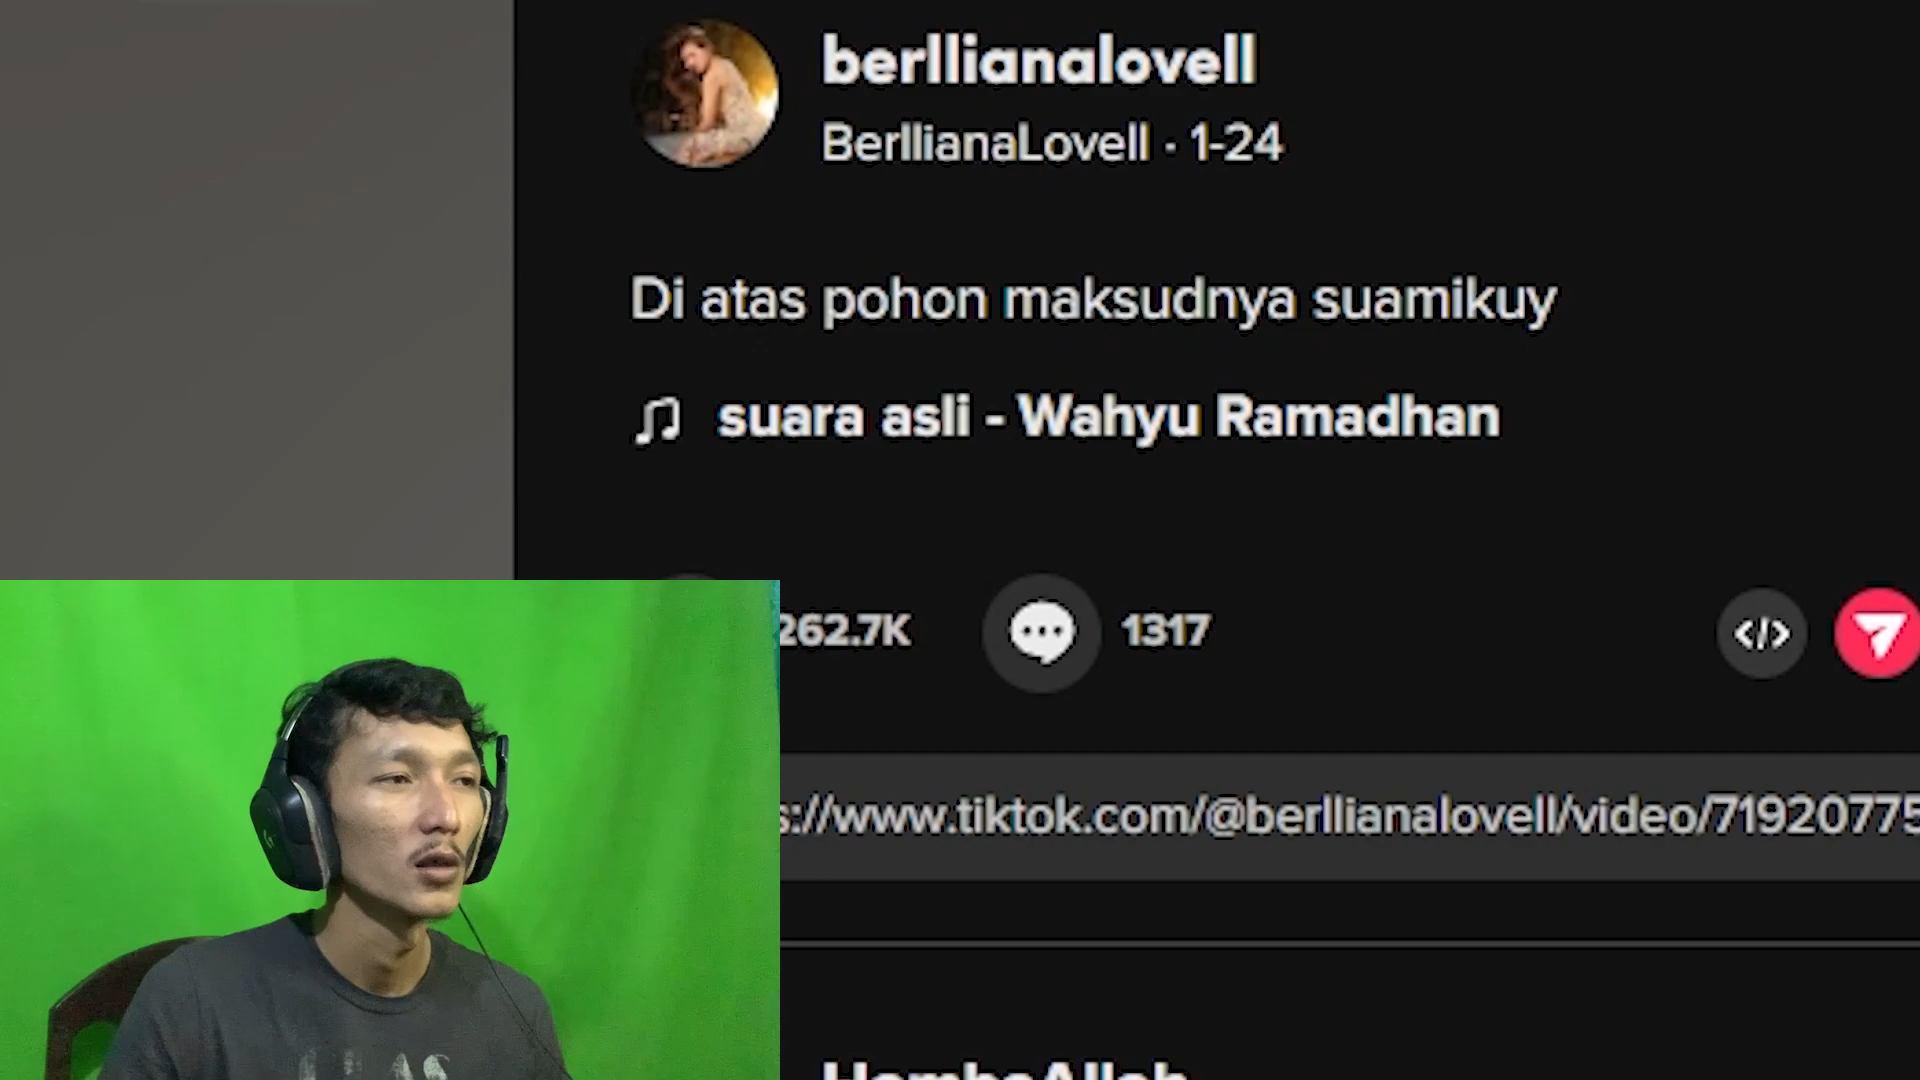 berllianalovell
BerllianaLovell · 1-24
Di atas pohon maksudnya suamikuy
suara asli - Wahyu Ramadhan
262.7K
1317
s://www.tiktok.com/@berllianalovell/video/71920775
HambaAllah